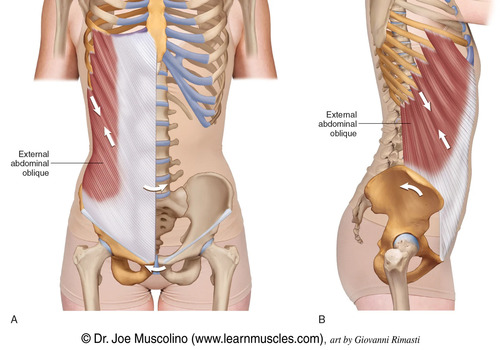 External
abdominal
oblique
External
abdominal
oblique
A
B
© Dr. Joe Muscolino (www.learnmuscles.com), art by Giovanni Rimasti